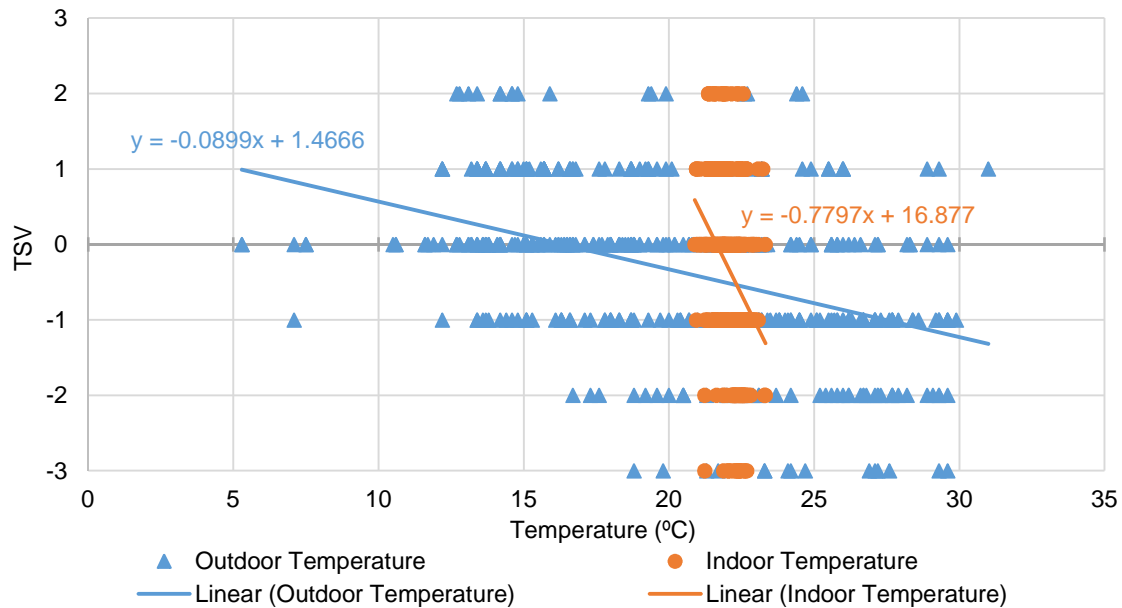 3
2
1
0
-1
-2
-3
TSV
y = -0.0899x + 1.4666
y = -0.7797x + 16.877
0 5 10 15 20 25 30 35
Temperature (ºC)
Outdoor Temperature Indoor Temperature
Linear (Outdoor Temperature) Linear (Indoor Temperature)